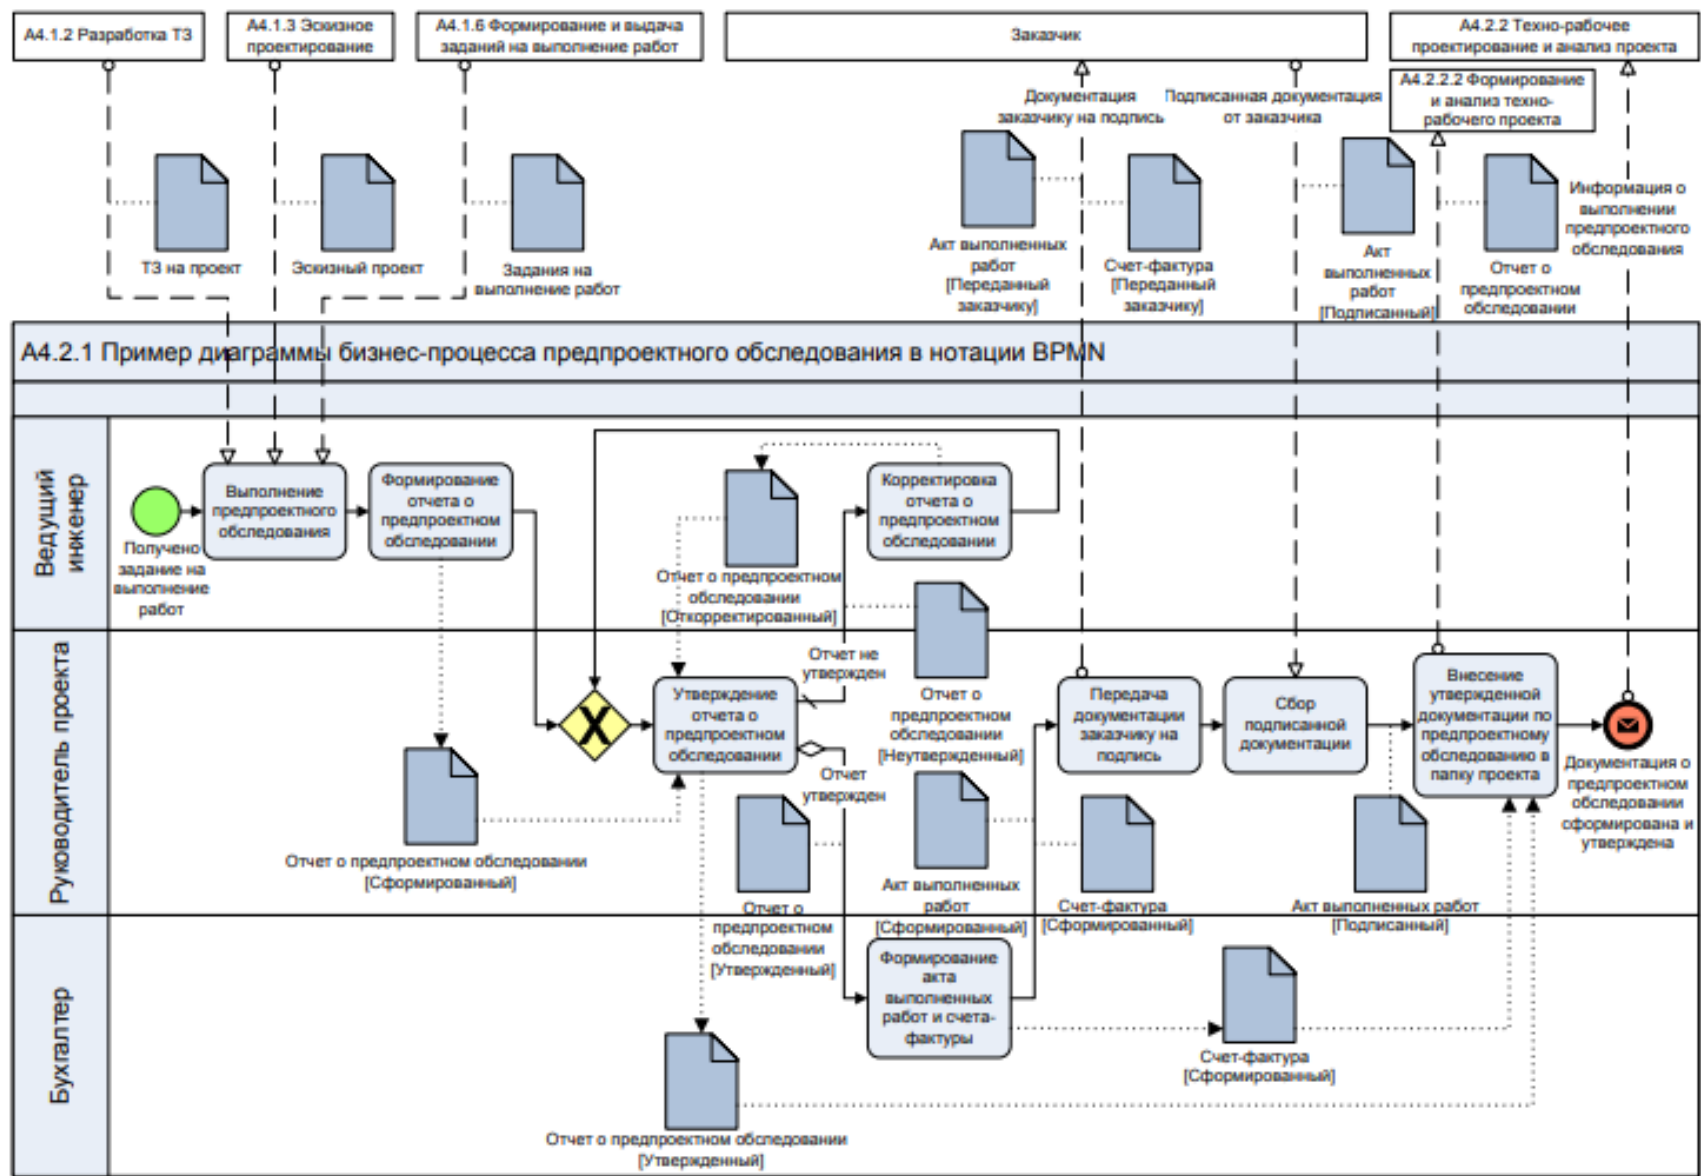 А4.1.2 Разработка ТЗ
А4.1.3 Эскизное
проектирование
А4.1.6 Формирование и выдача
заданий на выполнение работ
Заказчик
А4.2.2 Техно-рабочее
проектирование и анализ проекта
А4.2.2.2 Формирование
и анализ техно-
рабочего проекта
Документация
заказчику на подпись
Подписанная документация
от заказчика
ТЗ на проект
Эскизный проект
Задания на
выполнение работ
Акт выполненных
работ
[Переданный
заказчику]
Счет-фактура
[Переданный
заказчику]
Акт
выполненных
работ
[Подписанный]
Отчет о
предпроектном
обследовании
Информация о
выполнении
предпроектного
обследования
А4.2.1 Пример диаграммы бизнес-процесса предпроектного обследования в нотации BPMN
Ведущий
инженер
Получено
задание на
выполнение
работ
Выполнение
предпроектного
обследования
Формирование
отчета о
предпроектном
обследовании
Отчет о предпроектном
обследовании
[Откорректированный]
Корректировка
отчета о
предпроектном
обследовании
Руководитель проекта
Отчет о предпроектном обследовании
[Сформированный]
X
Утверждение
отчета о
предпроектном
обследовании
Отчет не
утвержден
Отчет
утвержден
Отчет о
предпроектном
обследовании
[Неутвержденный]
Отчет о
предпроектном
обследовании
[Утвержденный]
Акт выполненных
работ
[Сформированный]
Счет-фактура
[Сформированный]
Передача
документации
заказчику на
подпись
Сбор
подписанной
документации
Акт выполненных работ
[Подписанный]
Внесение
утвержденной
документации по
предпроектному
обследованию в
папку проекта
Документация о
предпроектном
обследовании
сформирована и
утверждена
Бухгалтер
Формирование
акта
выполненных
работ и счета-
фактуры
Счет-фактура
[Сформированный]
Отчет о предпроектном обследовании
[Утвержденный]